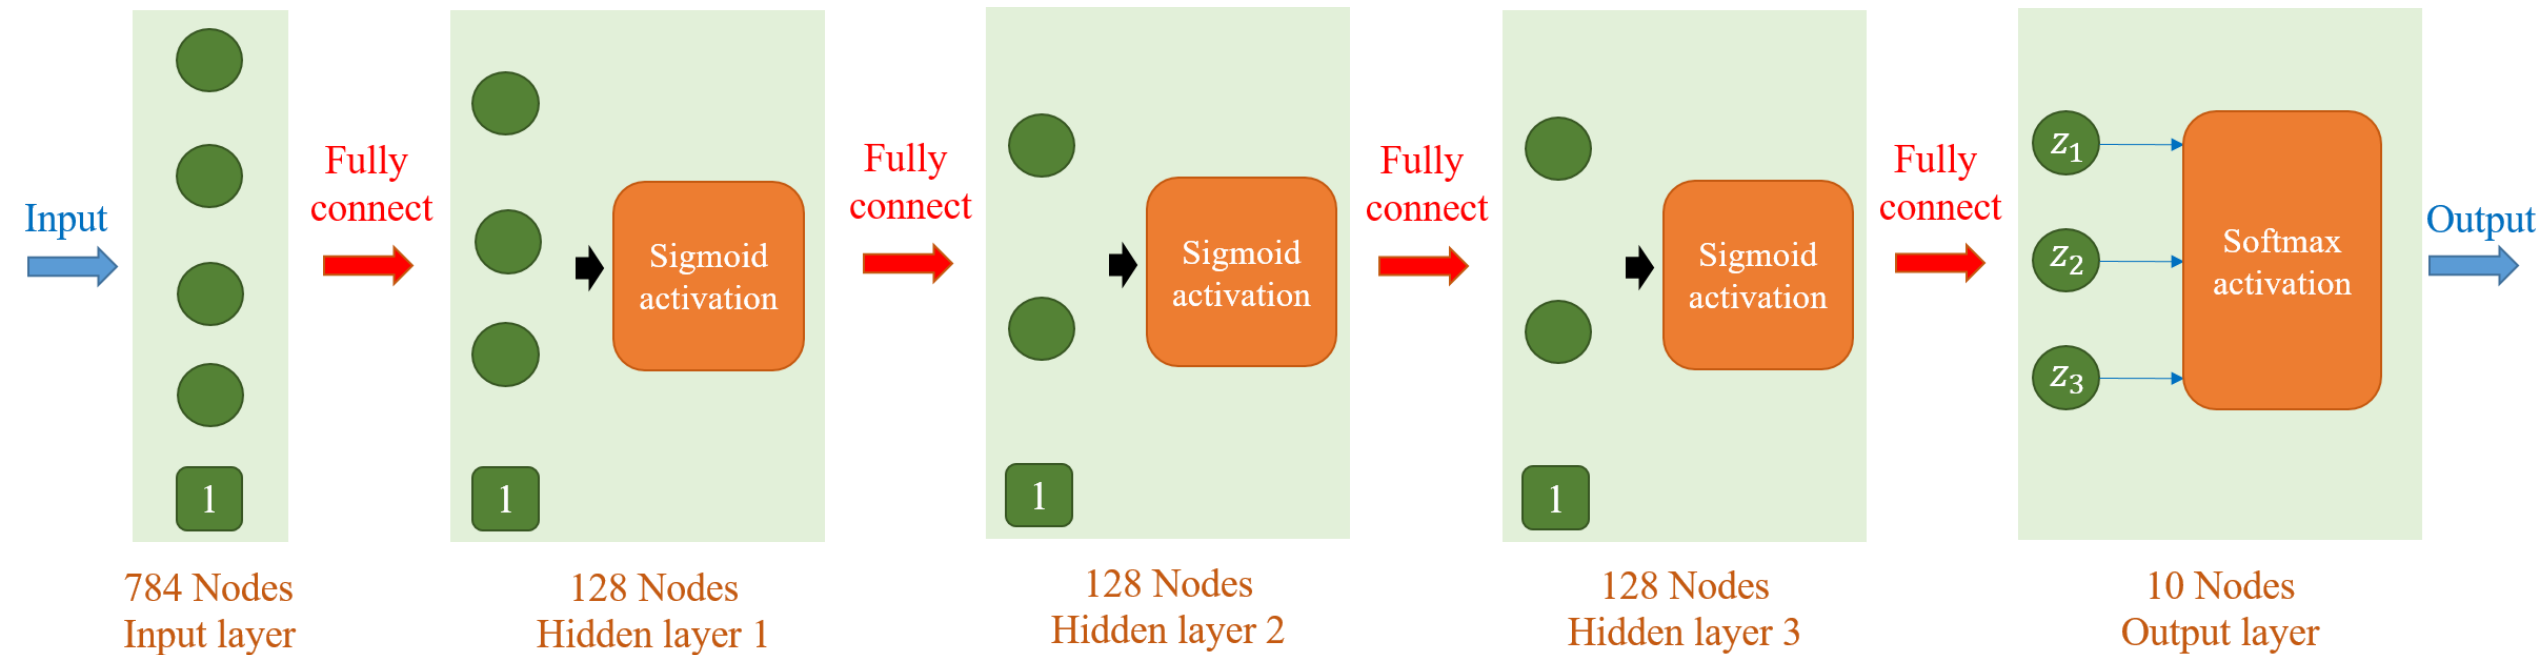 Input
1
784 Nodes
Input layer
Fully
connect
1
Sigmoid
activation
128 Nodes
Hidden layer 1
Fully
connect
1
Sigmoid
activation
128 Nodes
Hidden layer 2
Fully
connect
1
Sigmoid
activation
128 Nodes
Hidden layer 3
Fully
connect
z₁
z₂
z₃
Softmax
activation
10 Nodes
Output layer
Output